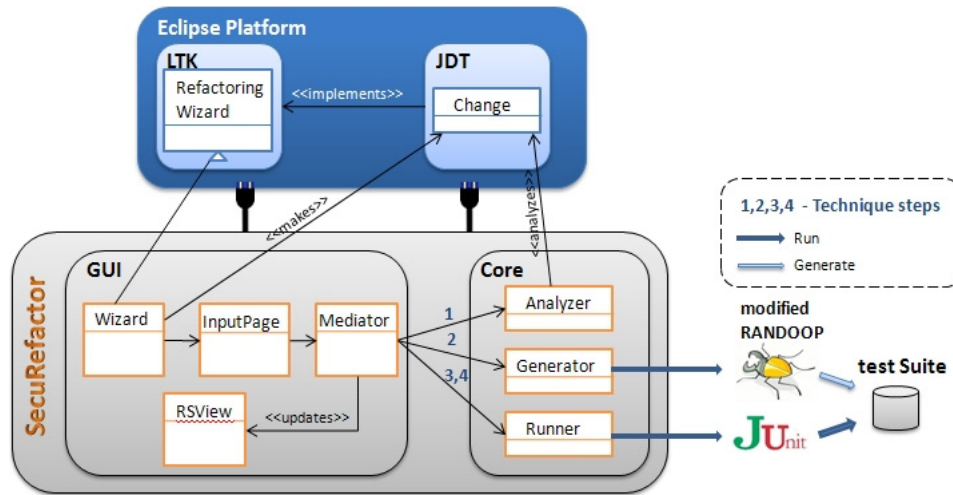 Eclipse Platform
LTK
Refactoring
Wizard
<<implements>>
JDT
Change
<<makes>>
<<analyzes>>
SecuRefactor
GUI
Wizard
InputPage
Mediator
RSView
<<updates>>
1
2
3,4
Core
Analyzer
Generator
Runner
1,2,3,4 - Technique steps
Run
Generate
modified
RANDOOP
test Suite
JUnit